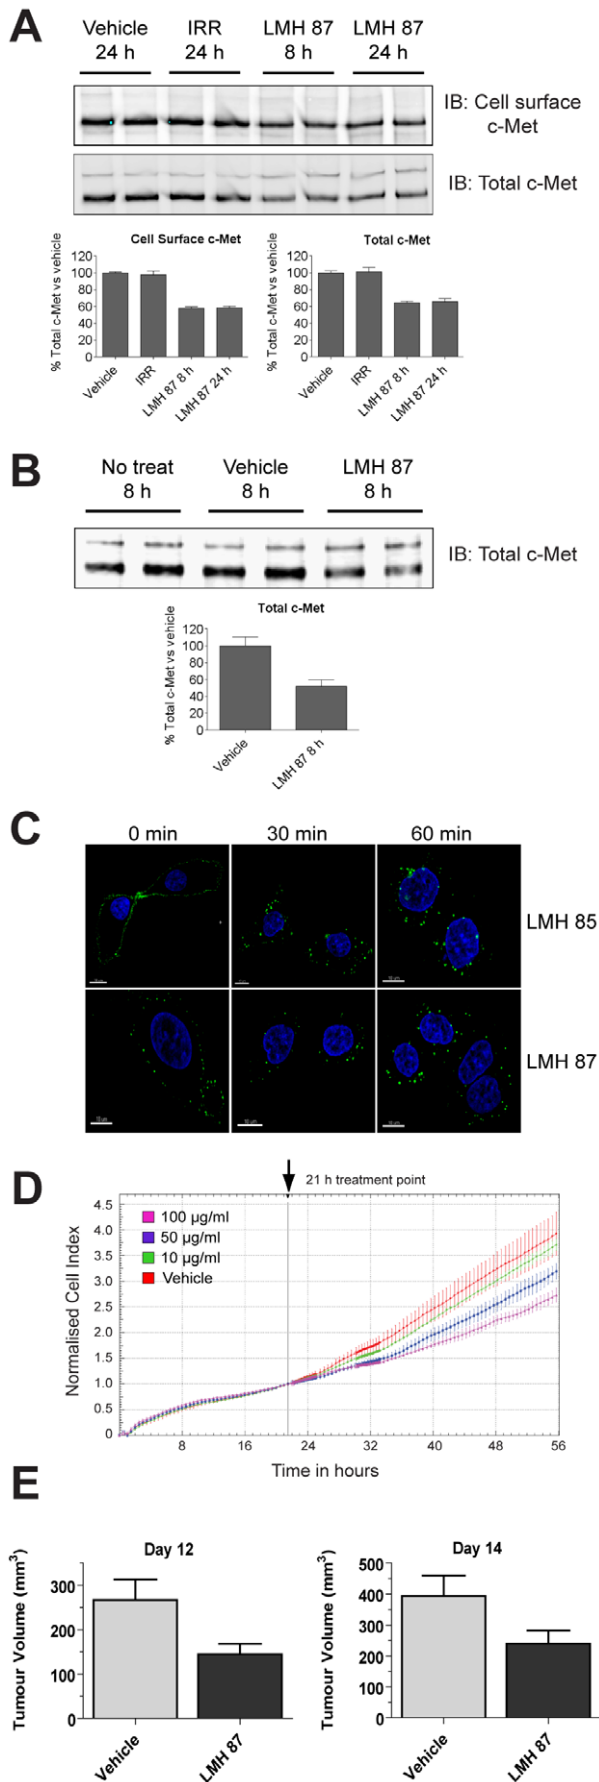 A
Vehicle IRR LMH 87 LMH 87
24 h 24 h 8 h 24 h
IB: Cell surface
c-Met
IB: Total c-Met
Cell Surface c-Met
% Total c-Met vs vehicle
120
100
80
60
40
20
0
Vehicle
IRR
LMH 87 8 h
LMH 87 24 h
Total c-Met
% Total c-Met vs vehicle
120
100
80
60
40
20
0
Vehicle
IRR
LMH 87 8 h
LMH 87 24 h
B
No treat Vehicle LMH 87
8 h 8 h 8 h
IB: Total c-Met
Total c-Met
% Total c-Met vs vehicle
120
100
80
60
40
20
0
Vehicle
LMH 87 8 h
C
0 min 30 min 60 min
LMH 85
LMH 87
D
21 h treatment point
Normalised Cell Index
4.5
4.0
3.5
3.0
2.5
2.0
1.5
1.0
0.5
0
100 µg/ml
50 µg/ml
10 µg/ml
Vehicle
8 16 24 32 40 48 56
Time in hours
E
Day 12
Tumour Volume (mm³)
300
200
100
0
Vehicle
LMH 87
Day 14
Tumour Volume (mm³)
500
400
300
200
100
0
Vehicle
LMH 87